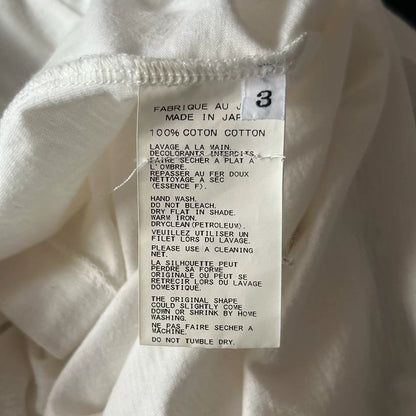 3
FABRIQUE AU J
MADE IN JAP
100% COTON COTTON
LAVAGE A LA MAIN.
DECOLORANTS INTERDITS
FAIRE SECHER A PLAT A
L'OMBRE.
REPASSER AU FER DOUX
NETTOYAGE A SEC
(ESSENCE F).
HAND WASH.
DO NOT BLEACH.
DRY FLAT IN SHADE.
WARM IRON.
DRYCLEAN(PETROLEUM).
VEUILLEZ UTILISER UN
FILET LORS DU LAVAGE.
PLEASE USE A CLEANING
NET.
LA SILHOUETTE PEUT
PERDRE SA FORME
ORIGINALE OU PEUT SE
RETRECIR LORS DU LAVAGE
DOMESTIQUE.
THE ORIGINAL SHAPE
COULD SLIGHTLY COME
DOWN OR SHRINK BY HOME
WASHING.
NE PAS FAIRE SECHER A
MACHINE.
DO NOT TUMBLE DRY.